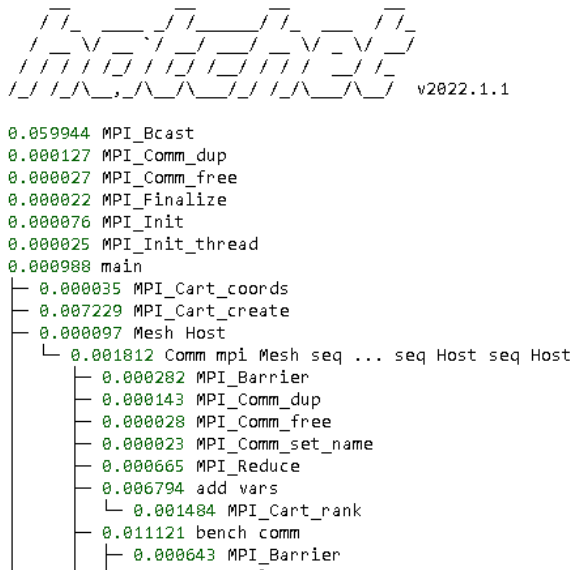 hatchet v2022.1.1
0.059944 MPI_Bcast
0.000127 MPI_Comm_dup
0.000027 MPI_Comm_free
0.000022 MPI_Finalize
0.000076 MPI_Init
0.000025 MPI_Init_thread
0.000988 main
0.000035 MPI_Cart_coords
0.007229 MPI_Cart_create
0.000097 Mesh Host
0.001812 Comm mpi Mesh seq ... seq Host seq Host
0.000282 MPI_Barrier
0.000143 MPI_Comm_dup
0.000028 MPI_Comm_free
0.000023 MPI_Comm_set_name
0.000665 MPI_Reduce
0.006794 add vars
0.001484 MPI_Cart_rank
0.011121 bench comm
0.000643 MPI_Barrier